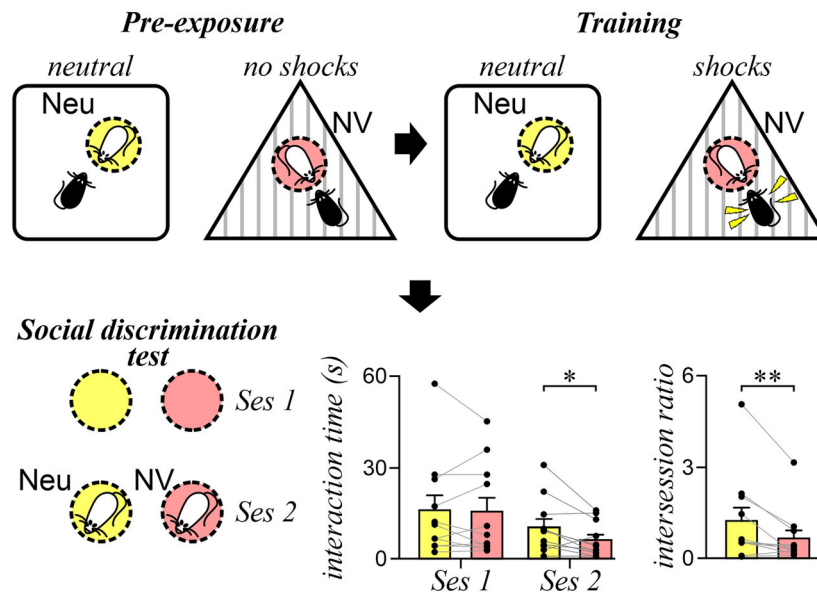 Pre-exposure
Training
neutral
no shocks
neutral
shocks
Neu
NV
Neu
NV
Social discrimination
test
Ses 1
Neu
NV
Ses 2
interaction time (s)
60
30
0
*
Ses 1
Ses 2
intersession ratio
6
3
0
**